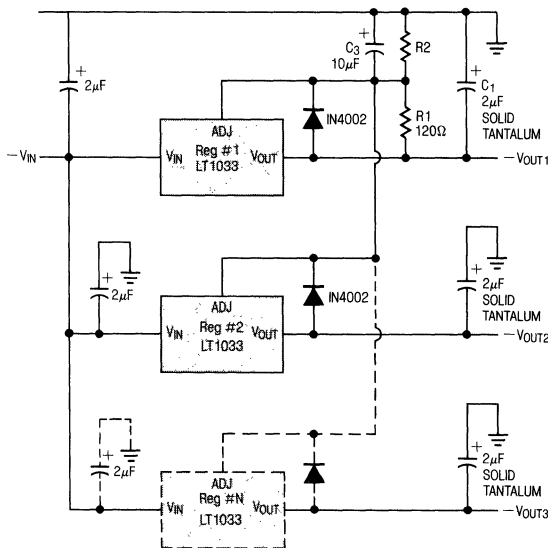 C3
10µF
R2
2µF
C1
2µF
SOLID
TANTALUM
ADJ
IN4002
R1
120Ω
−VIN
VIN
Reg #1
LT1033
VOUT
−VOUT1
2µF
ADJ
IN4002
2µF
SOLID
TANTALUM
VIN
Reg #2
LT1033
VOUT
−VOUT2
2µF
ADJ
2µF
SOLID
TANTALUM
VIN
Reg #N
LT1033
VOUT
−VOUT3